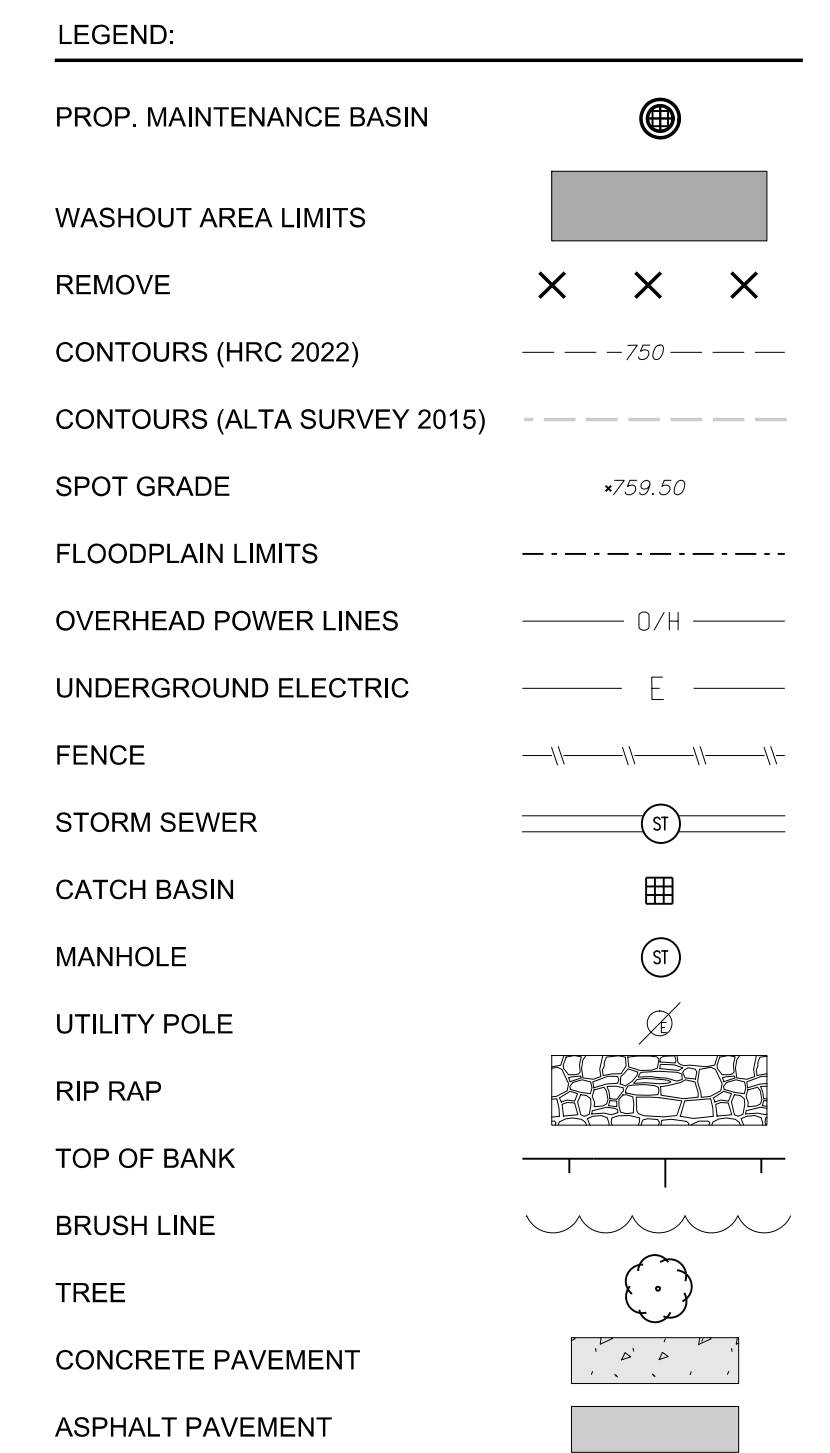 LEGEND:
PROP. MAINTENANCE BASIN
WASHOUT AREA LIMITS
REMOVE
CONTOURS (HRC 2022) 750
CONTOURS (ALTA SURVEY 2015)
SPOT GRADE ×759.50
FLOODPLAIN LIMITS
OVERHEAD POWER LINES O/H
UNDERGROUND ELECTRIC E
FENCE
STORM SEWER ST
CATCH BASIN
MANHOLE ST
UTILITY POLE E
RIP RAP
TOP OF BANK
BRUSH LINE
TREE
CONCRETE PAVEMENT
ASPHALT PAVEMENT